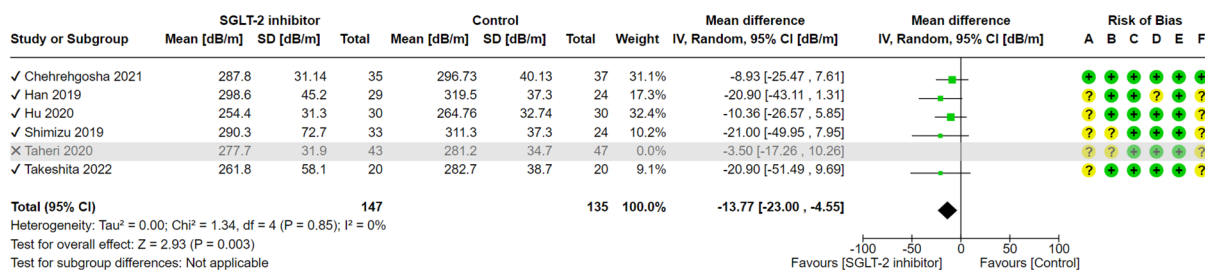 SGLT-2 inhibitor Control Mean difference Mean difference Risk of Bias
Study or Subgroup Mean [dB/m] SD [dB/m] Total Mean [dB/m] SD [dB/m] Total Weight IV, Random, 95% CI [dB/m] IV, Random, 95% CI [dB/m] A B C D E F
✓ Chehrehgosha 2021 287.8 31.14 35 296.73 40.13 37 31.1% -8.93 [-25.47 , 7.61] + + + + + +
✓ Han 2019 298.6 45.2 29 319.5 37.3 24 17.3% -20.90 [-43.11 , 1.31] ? + + ? + ?
✓ Hu 2020 254.4 31.3 30 264.76 32.74 30 32.4% -10.36 [-26.57 , 5.85] ? + + + + ?
✓ Shimizu 2019 290.3 72.7 33 311.3 37.3 24 10.2% -21.00 [-49.95 , 7.95] ? ? + + + ?
✕ Taheri 2020 277.7 31.9 43 281.2 34.7 47 0.0% -3.50 [-17.26 , 10.26] ? ? + + + ?
✓ Takeshita 2022 261.8 58.1 20 282.7 38.7 20 9.1% -20.90 [-51.49 , 9.69] ? + + + + ?
Total (95% CI) 147 135 100.0% -13.77 [-23.00 , -4.55]
Heterogeneity: Tau² = 0.00; Chi² = 1.34, df = 4 (P = 0.85); I² = 0%
Test for overall effect: Z = 2.93 (P = 0.003)
Test for subgroup differences: Not applicable
-100 -50 0 50 100
Favours [SGLT-2 inhibitor] Favours [Control]